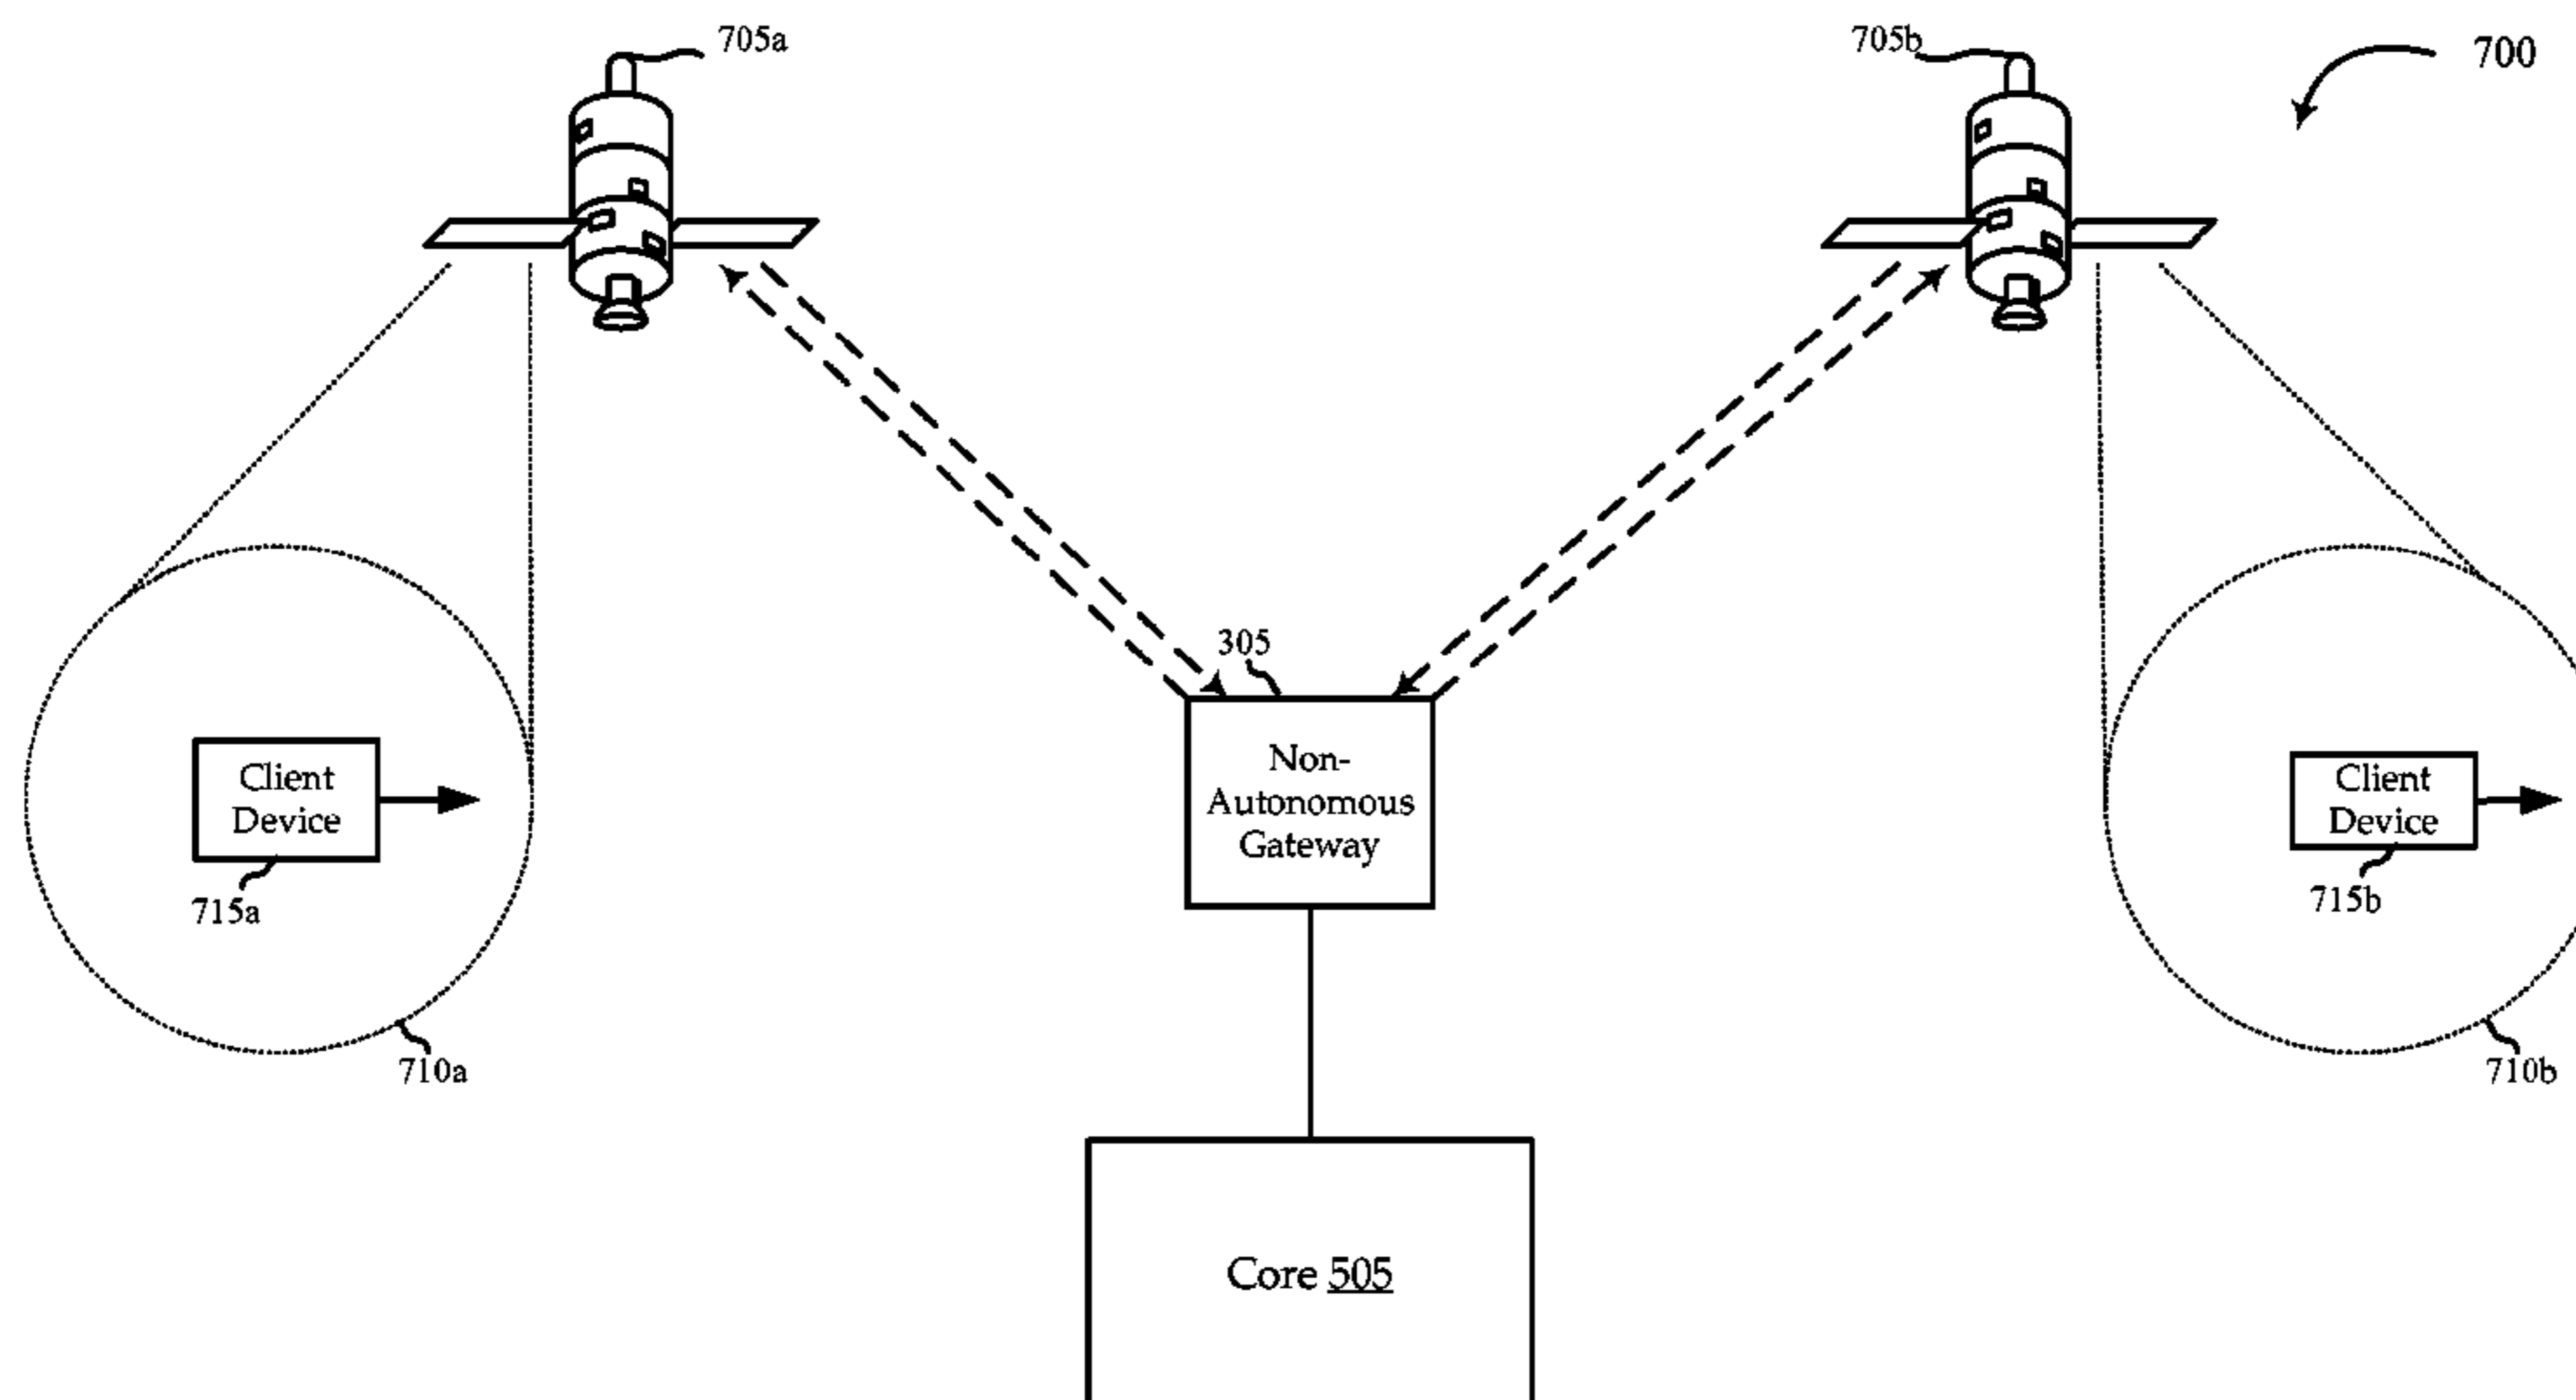 705a
705b
700
305
Non-
Autonomous
Gateway
Client
Device
715a
Client
Device
715b
710a
710b
Core 505